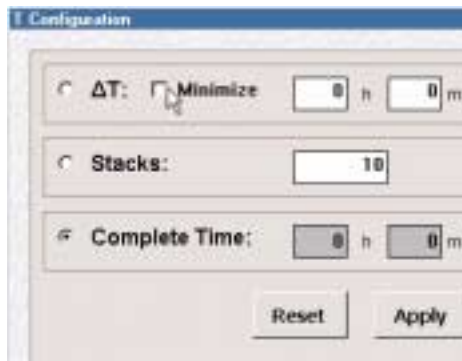 T Configuration
ΔT: Minimize 0 h 0 m
Stacks: 10
Complete Time: 0 h 0 m
Reset Apply